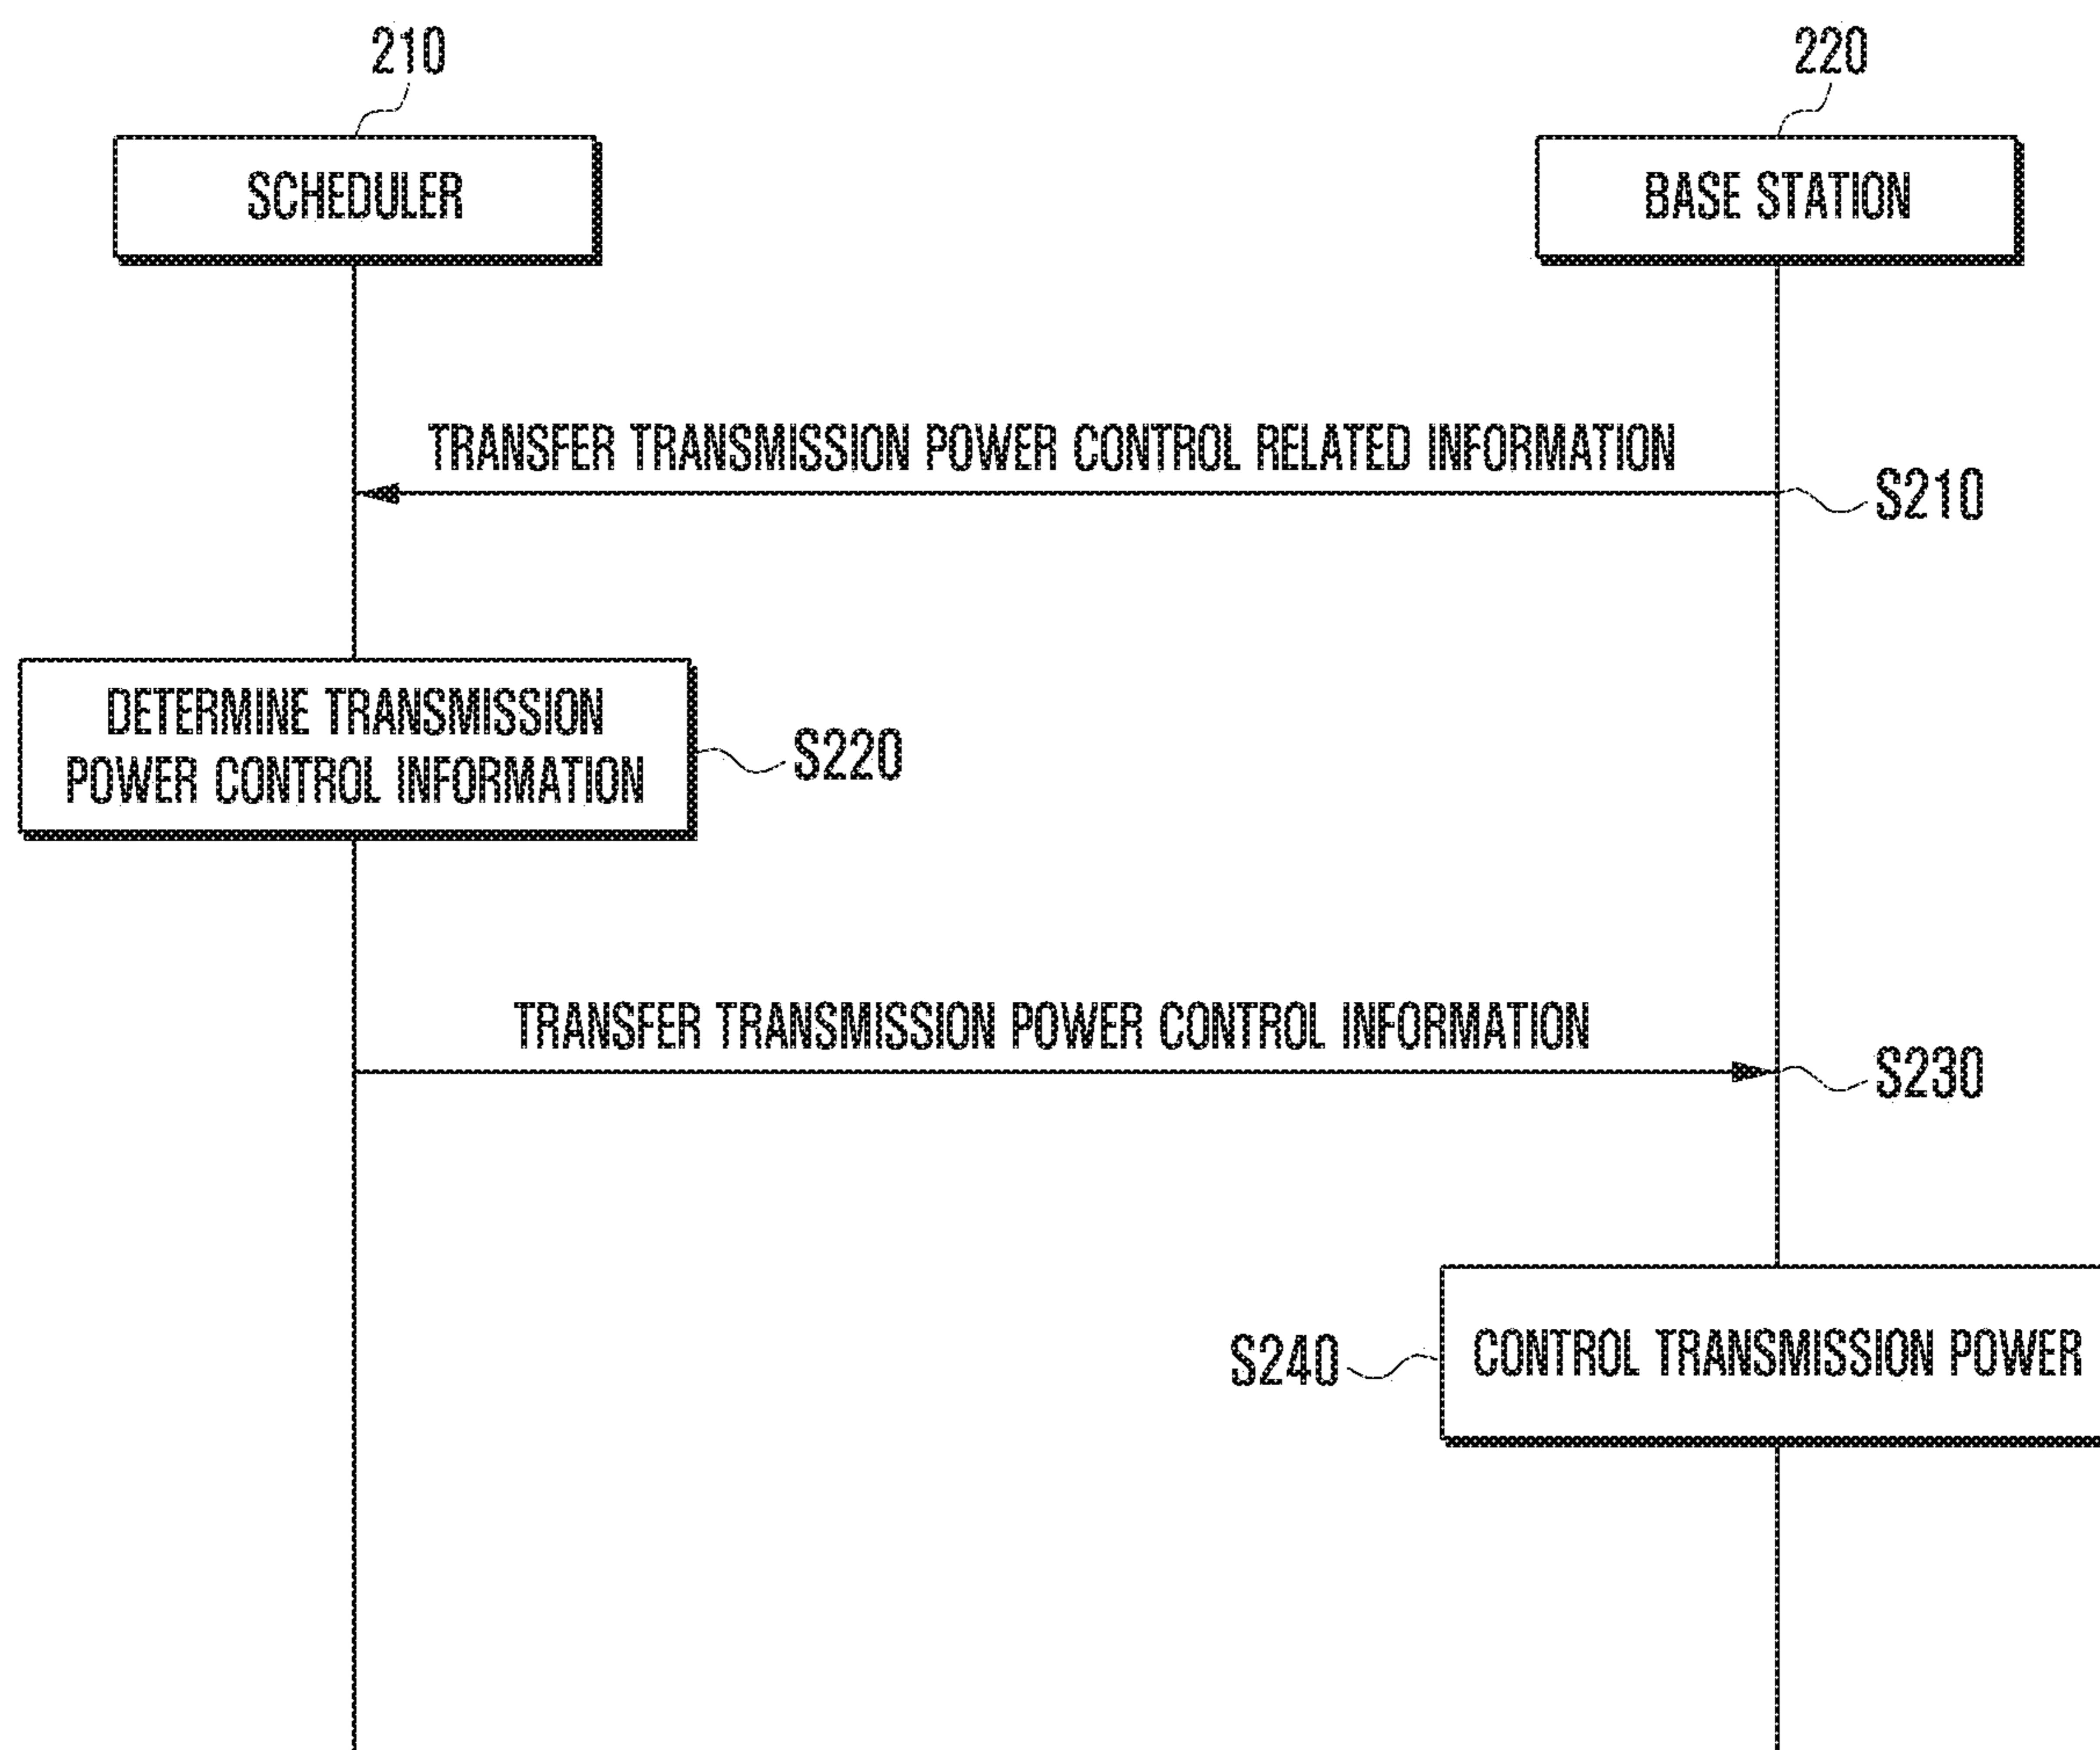 210
220
SCHEDULER
BASE STATION
TRANSFER TRANSMISSION POWER CONTROL RELATED INFORMATION
S210
DETERMINE TRANSMISSION
POWER CONTROL INFORMATION
S220
TRANSFER TRANSMISSION POWER CONTROL INFORMATION
S230
S240
CONTROL TRANSMISSION POWER